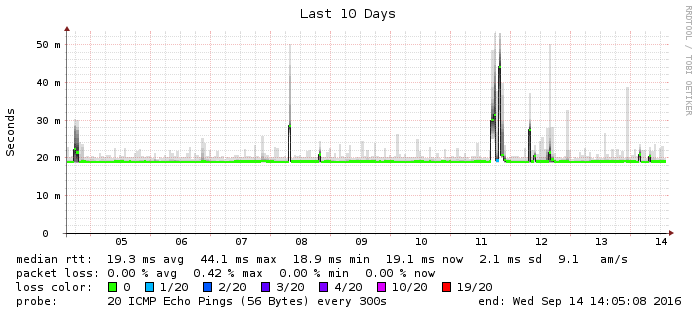 Last 10 Days
RRDTOOL / TOBI OETIKER
Seconds
50 m
40 m
30 m
20 m
10 m
0
05 06 07 08 09 10 11 12 13 14
median rtt: 19.3 ms avg 44.1 ms max 18.9 ms min 19.1 ms now 2.1 ms sd 9.1 am/s
packet loss: 0.00 % avg 0.42 % max 0.00 % min 0.00 % now
loss color: 0 1/20 2/20 3/20 4/20 10/20 19/20
probe: 20 ICMP Echo Pings (56 Bytes) every 300s end: Wed Sep 14 14:05:08 2016